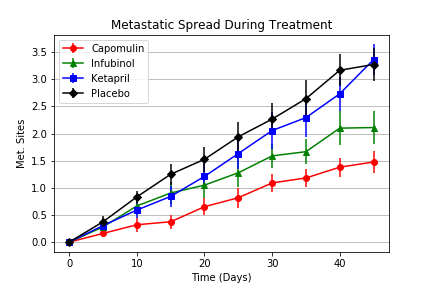 Metastatic Spread During Treatment
Capomulin
Infubinol
Ketapril
Placebo
3.5
3.0
2.5
2.0
1.5
1.0
0.5
0.0
Met. Sites
0 10 20 30 40
Time (Days)